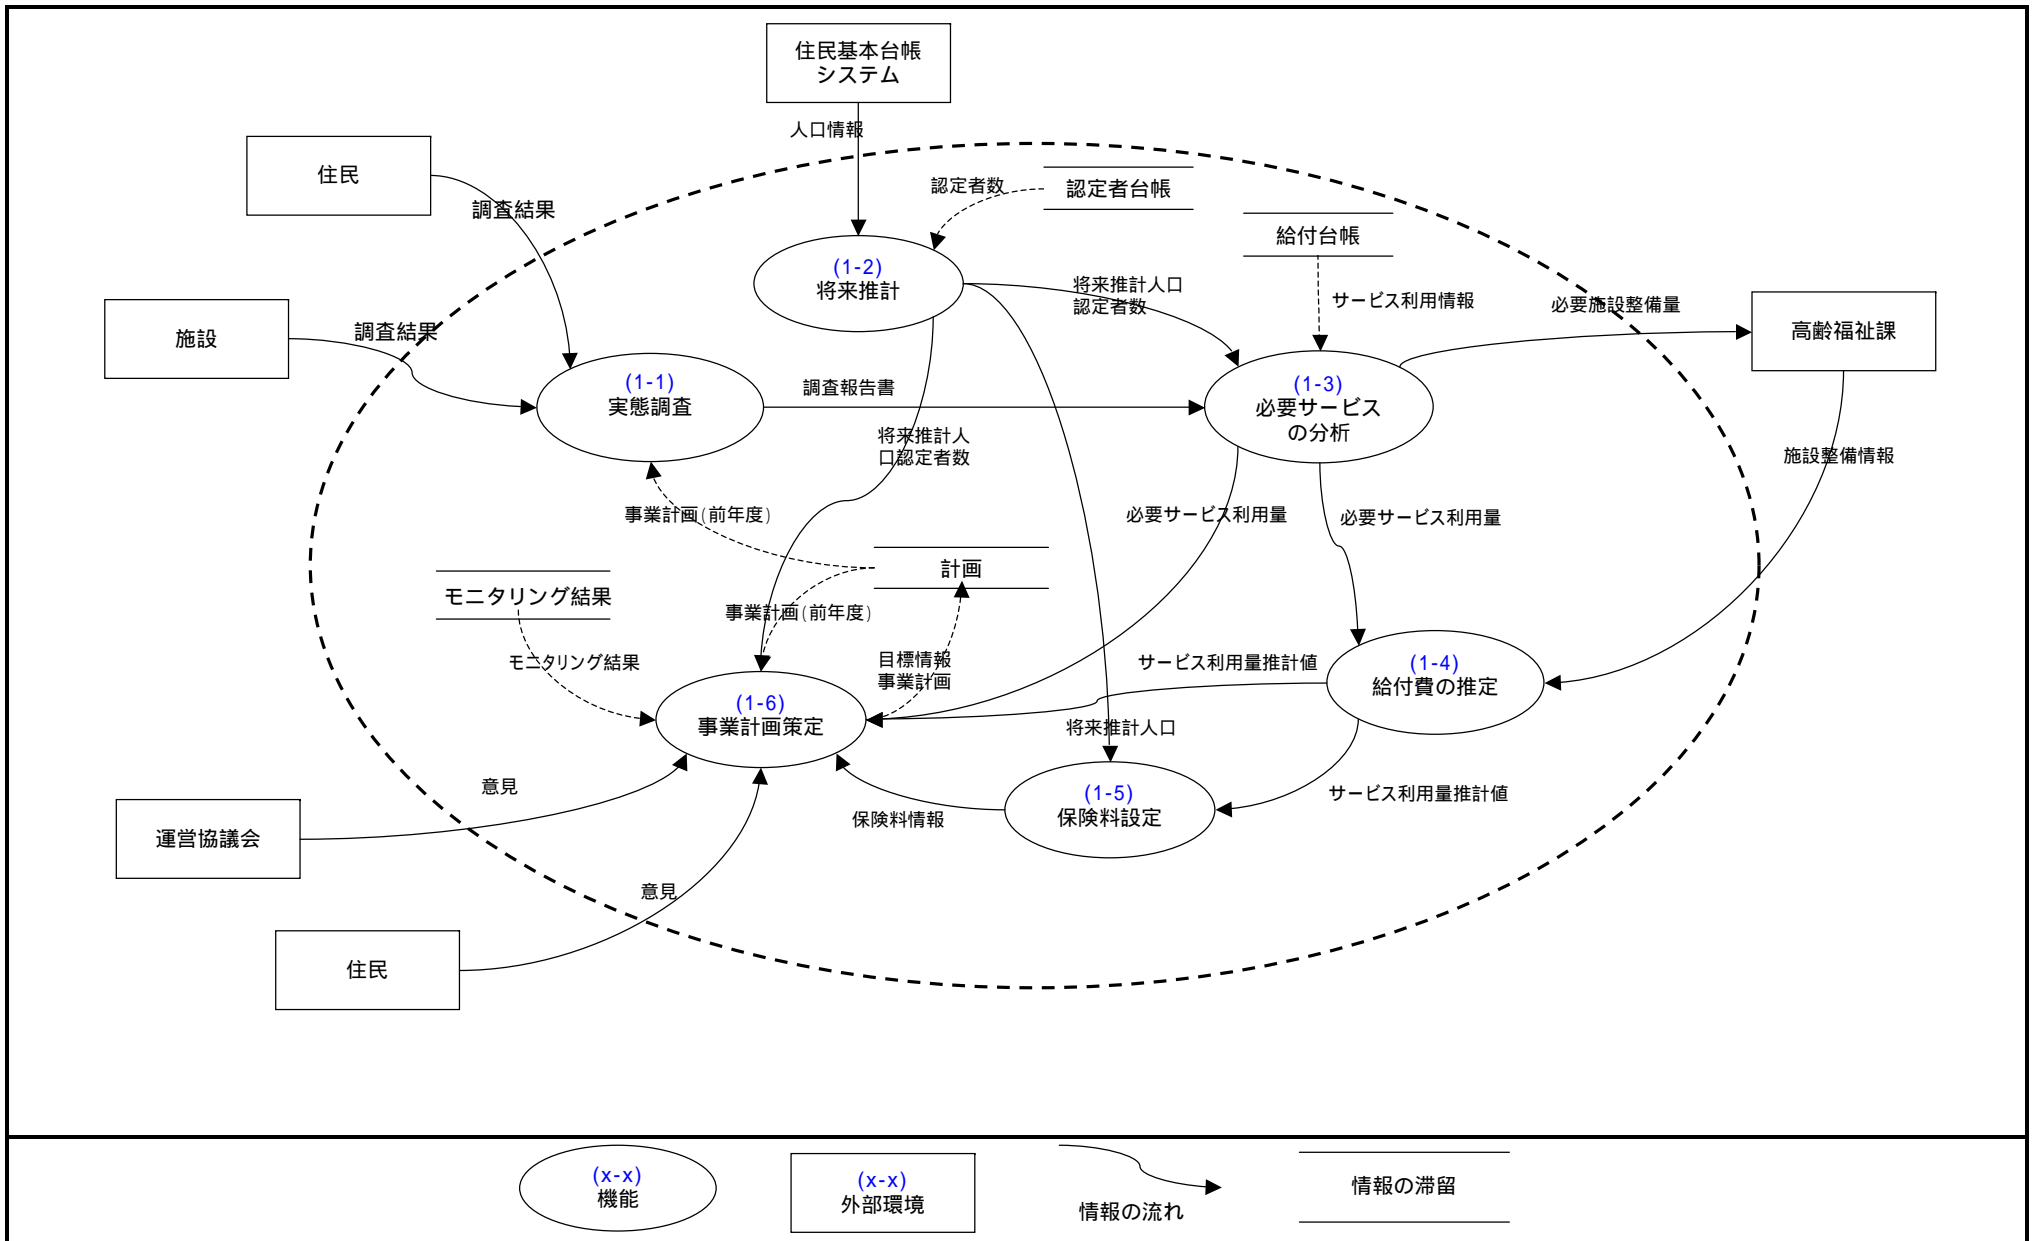 住民基本台帳
システム
人口情報
住民
調査結果
認定者数
認定者台帳
給付台帳
(1-2)
将来推計
将来推計人口
認定者数
サービス利用情報
必要施設整備量
施設
調査結果
高齢福祉課
(1-1)
実態調査
調査報告書
(1-3)
必要サービス
の分析
将来推計人
口認定者数
施設整備情報
事業計画(前年度)
必要サービス利用量
必要サービス利用量
計画
モニタリング結果
事業計画(前年度)
モニタリング結果
目標情報
事業計画
サービス利用量推計値
(1-4)
給付費の推定
(1-6)
事業計画策定
将来推計人口
意見
(1-5)
保険料設定
サービス利用量推計値
保険料情報
運営協議会
意見
住民
(x-x)
機能
(x-x)
外部環境
情報の流れ
情報の滞留